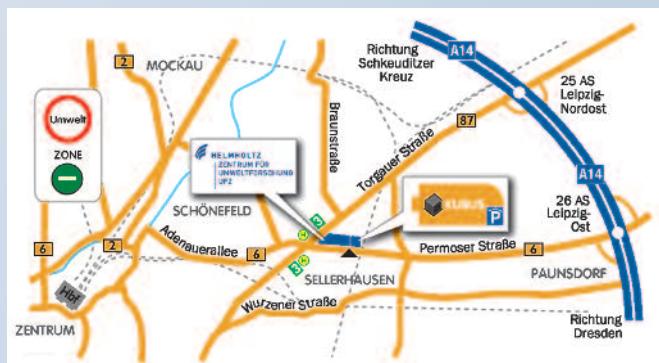 Richtung
Schkeuditzer
Kreuz
A14
6
2
MOCKAU
25 AS
Leipzig-
Nordost
Umwelt
ZONE
Braunstraße
87
Torgauer Straße
HELMHOLTZ
ZENTRUM FÜR
UMWELTFORSCHUNG
UFZ
KUBUS
P
A14
SCHÖNEFELD
3
26 AS
Leipzig-
Ost
Adenauerallee
6
H
Permoser Straße
6
6
2
3
H
SELLERHAUSEN
PAUNSDORF
Hbf
Wurzener Straße
ZENTRUM
Richtung
Dresden